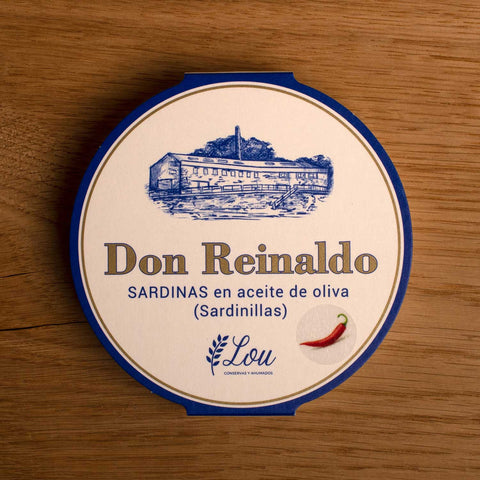 Don Reinaldo
SARDINAS en aceite de oliva
(Sardinillas)
Lou
CONSERVAS Y AHUMADOS